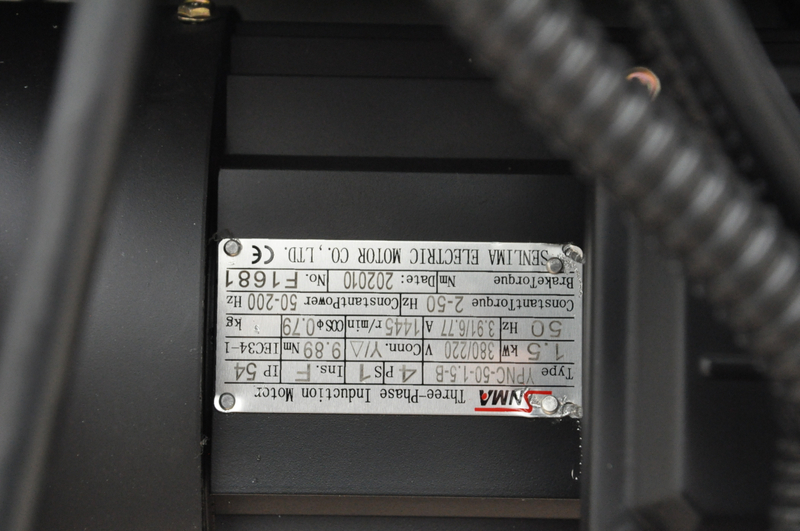 SNMA Three-Phase Induction Motor
Type YPNC-50-1.5-B 4 P S1 Ins. F IP 54
1.5 kW 380/220 V Conn. Y/△ 9.89 Nm IEC34-1
50 Hz 3.91/6.77 A 1445 r/min COSΦ 0.79 kg
ConstantTorque 2-50 Hz ConstantPower 50-200 Hz
BrakeTorque Nm Date: 202010 No. F1681
SENLIMA ELECTRIC MOTOR CO.,LTD. CE